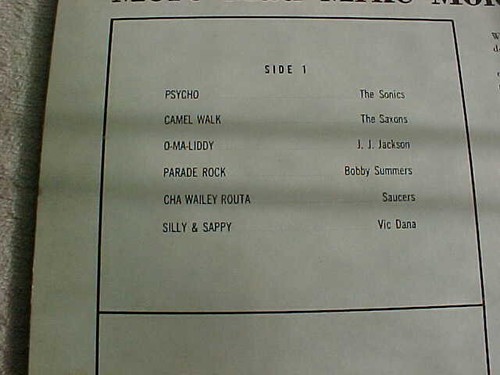 SIDE 1
PSYCHO The Sonics
CAMEL WALK The Saxons
O-MA-LIDDY J. J. Jackson
PARADE ROCK Bobby Summers
CHA WAILEY ROUTA Saucers
SILLY & SAPPY Vic Dana